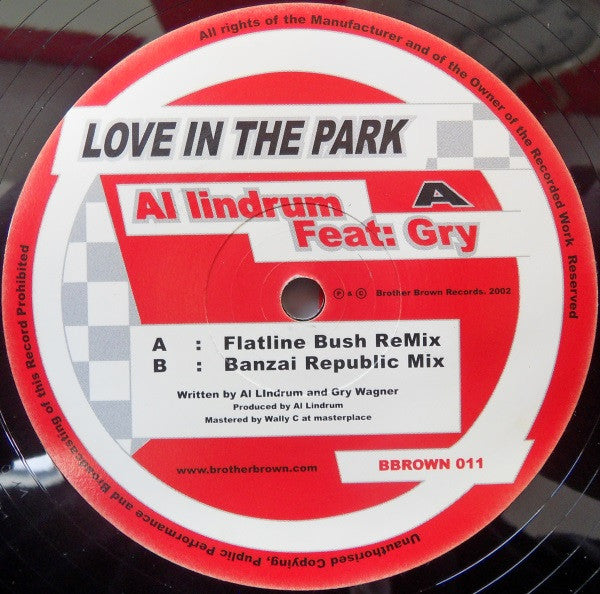 All rights of the Manufacturer and of the Owner of the Recorded Work Reserved
LOVE IN THE PARK
Al lindrum
A
Feat: Gry
℗ & © Brother Brown Records. 2002
A : Flatline Bush ReMix
B : Banzai Republic Mix
Written by Al LIndrum and Gry Wagner
Produced by Al Lindrum
Mastered by Wally C at masterplace
www.brotherbrown.com
BBROWN 011
Unauthorised Copying, Puplic Performance and Broadcasting of this Record Prohibited